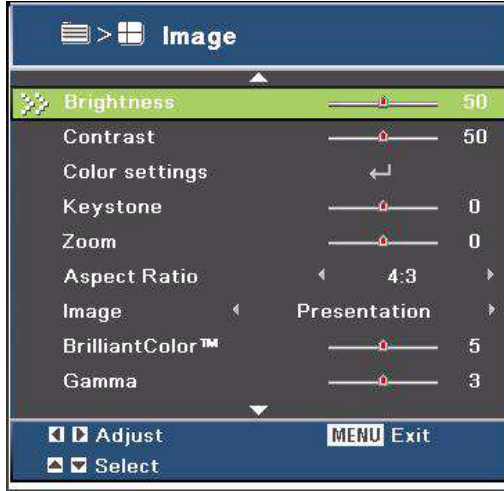 > Image
Brightness 50
Contrast 50
Color settings
Keystone 0
Zoom 0
Aspect Ratio 4:3
Image Presentation
BrilliantColor™ 5
Gamma 3
Adjust MENU Exit
Select